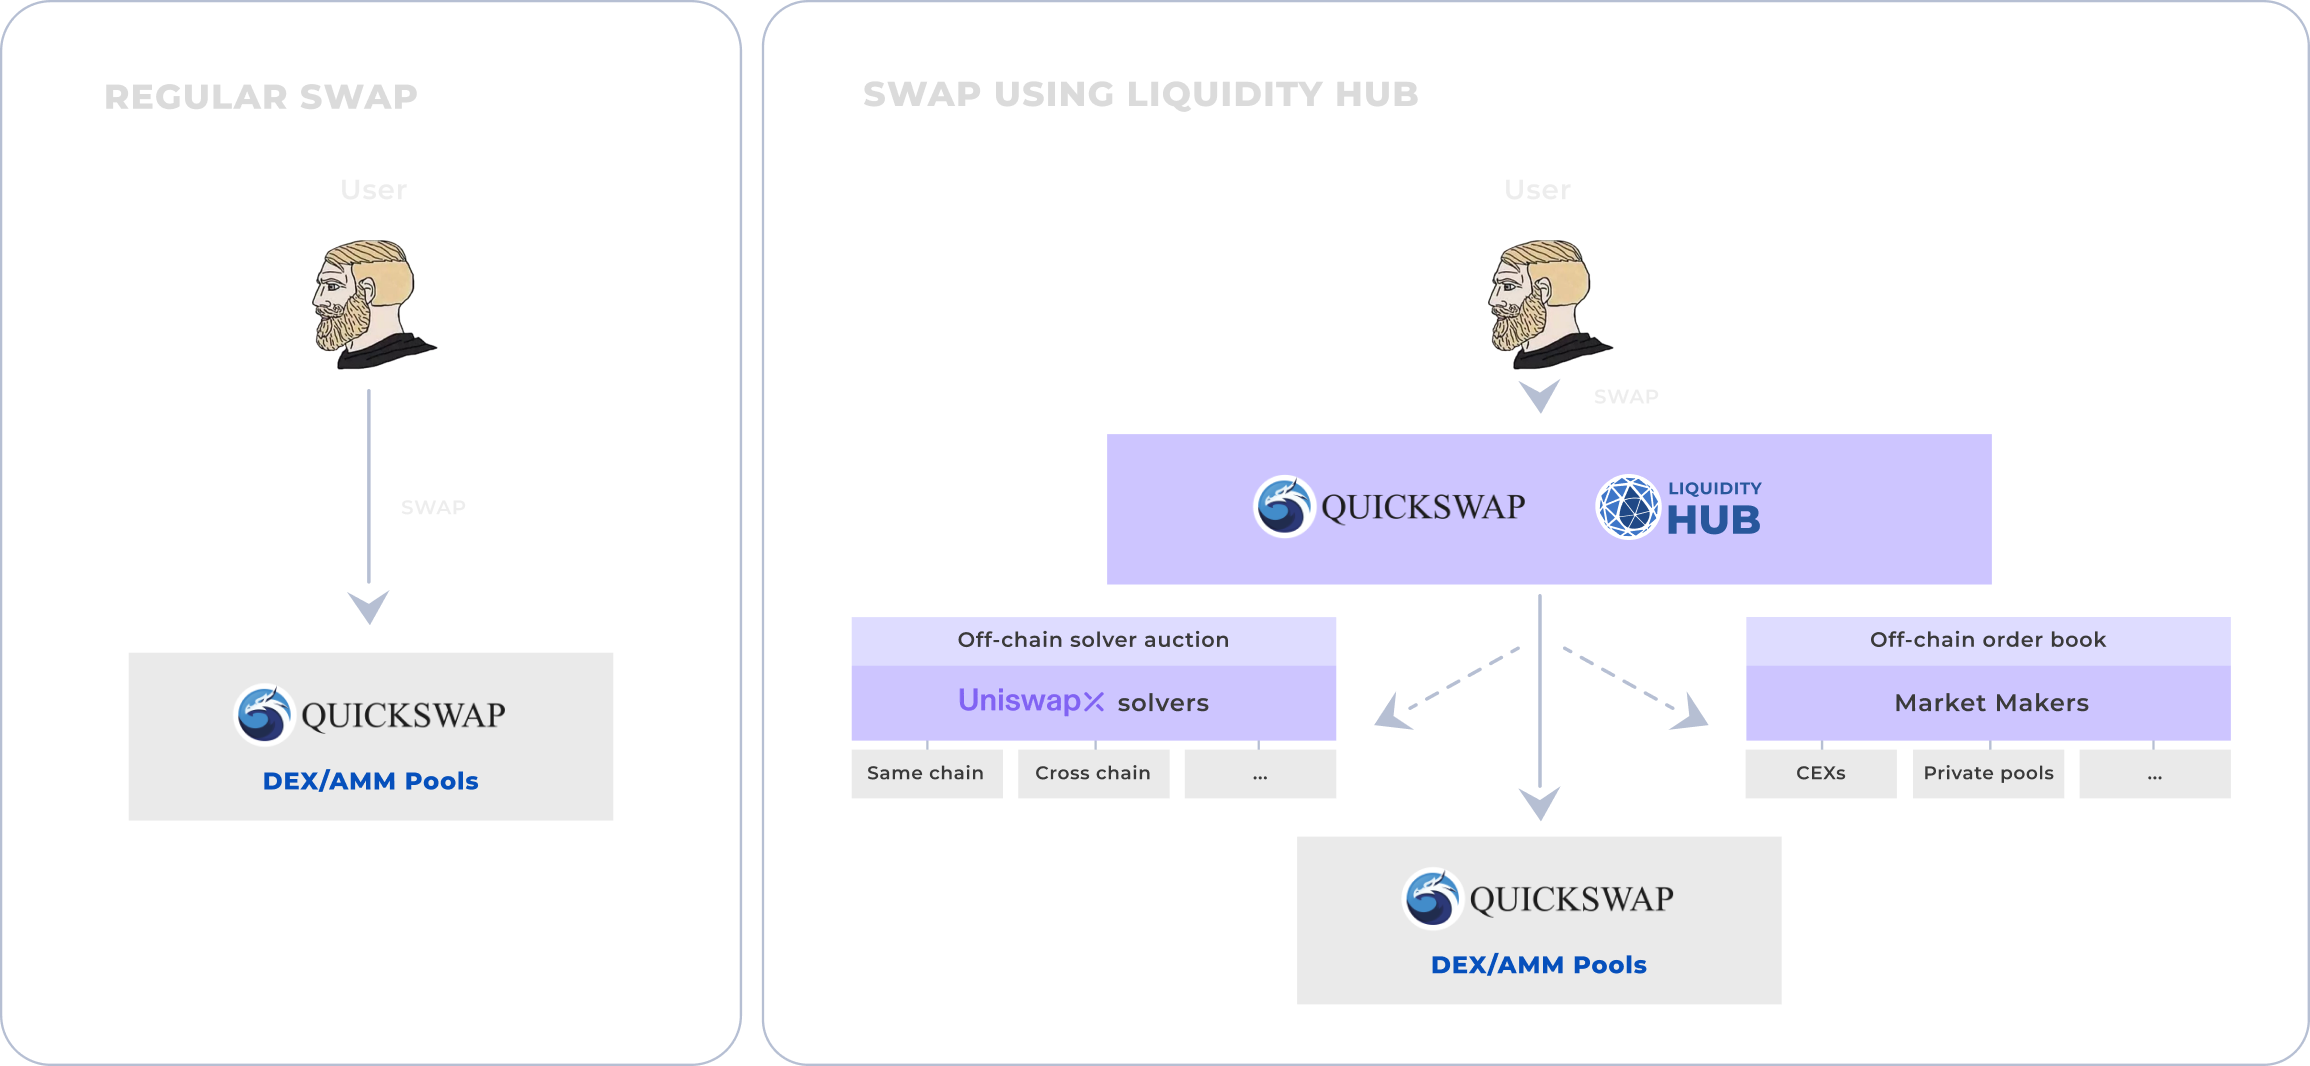 REGULAR SWAP
User
SWAP
QUICKSWAP
DEX/AMM Pools
SWAP USING LIQUIDITY HUB
User
SWAP
QUICKSWAP
LIQUIDITY
HUB
Off-chain solver auction
UniswapX solvers
Same chain
Cross chain
...
Off-chain order book
Market Makers
CEXs
Private pools
...
QUICKSWAP
DEX/AMM Pools